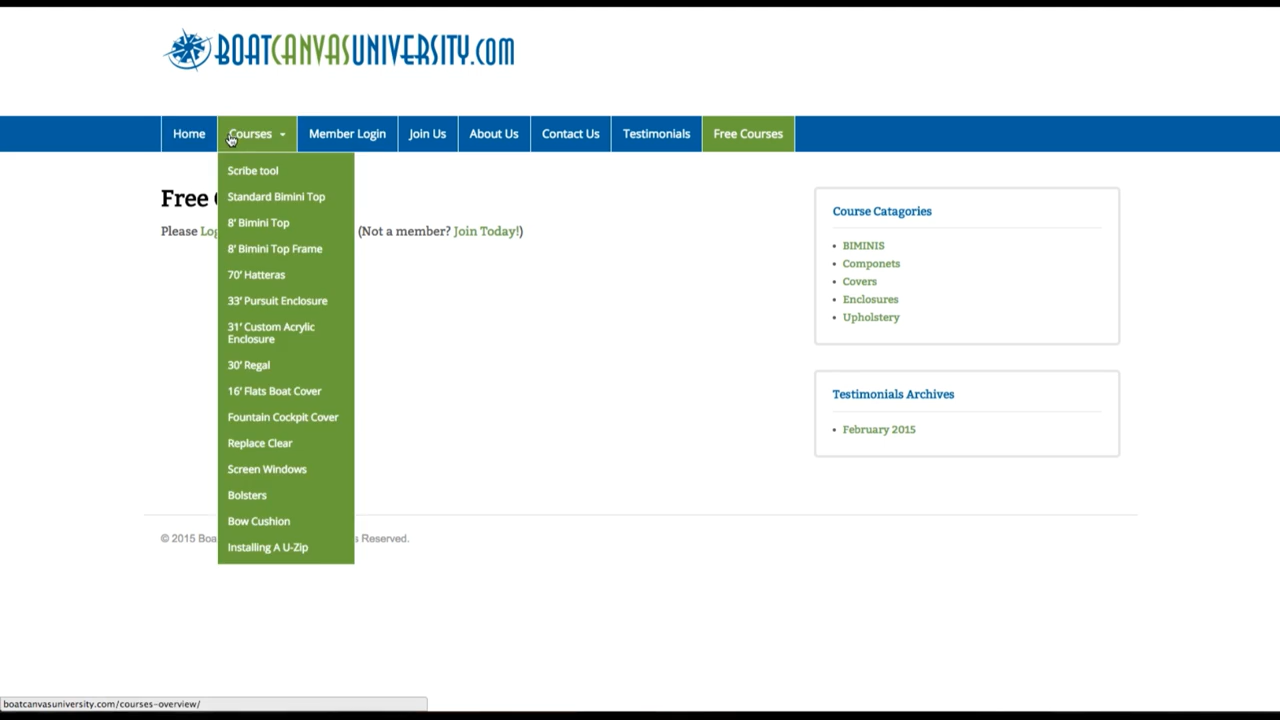 BOATCANVASUNIVERSITY.COM
Home
Courses
Member Login
Join Us
About Us
Contact Us
Testimonials
Free Courses
Scribe tool
Standard Bimini Top
8' Bimini Top
8' Bimini Top Frame
70' Hatteras
33' Pursuit Enclosure
31' Custom Acrylic
Enclosure
30' Regal
16' Flats Boat Cover
Fountain Cockpit Cover
Replace Clear
Screen Windows
Bolsters
Bow Cushion
Installing A U-Zip
Free
Please (Not a member? Join Today!)
Course Catagories
BIMINIS
Componets
Covers
Enclosures
Upholstery
Testimonials Archives
February 2015
© 2015 Reserved.
boatcanvasuniversity.com/courses-overview/